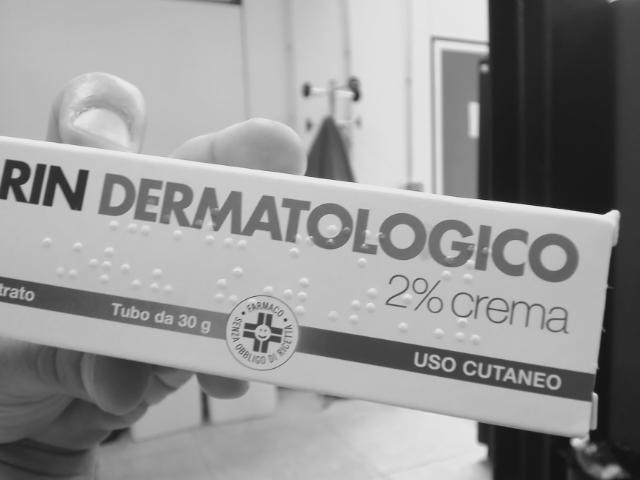 RIN DERMATOLOGICO
2% crema
trato
Tubo da 30 g
FARMACO SENZA OBBLIGO DI RICETTA
USO CUTANEO